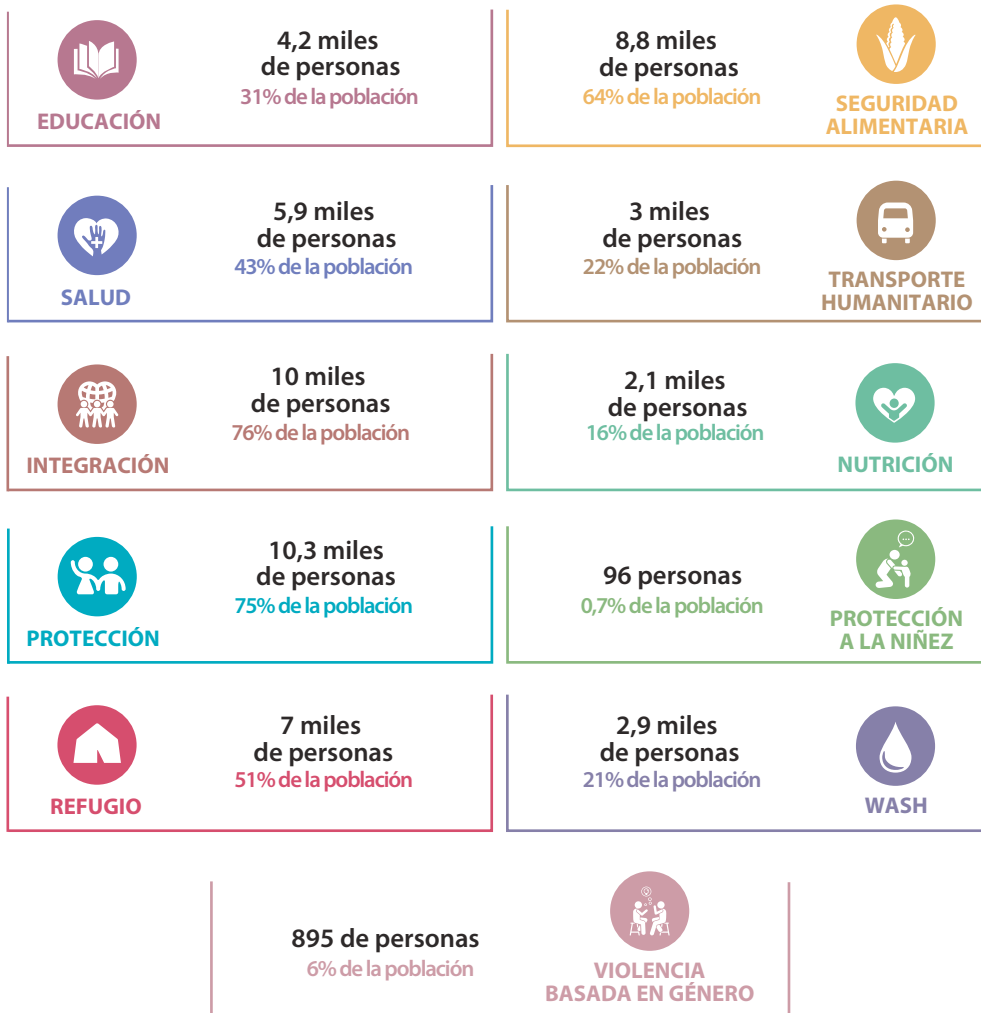 4,2 miles
de personas
31% de la población
EDUCACIÓN
8,8 miles
de personas
64% de la población
SEGURIDAD
ALIMENTARIA
5,9 miles
de personas
43% de la población
SALUD
3 miles
de personas
22% de la población
TRANSPORTE
HUMANITARIO
10 miles
de personas
76% de la población
INTEGRACIÓN
2,1 miles
de personas
16% de la población
NUTRICIÓN
10,3 miles
de personas
75% de la población
PROTECCIÓN
96 personas
0,7% de la población
PROTECCIÓN
A LA NIÑEZ
7 miles
de personas
51% de la población
REFUGIO
2,9 miles
de personas
21% de la población
WASH
895 de personas
6% de la población
VIOLENCIA
BASADA EN GÉNERO